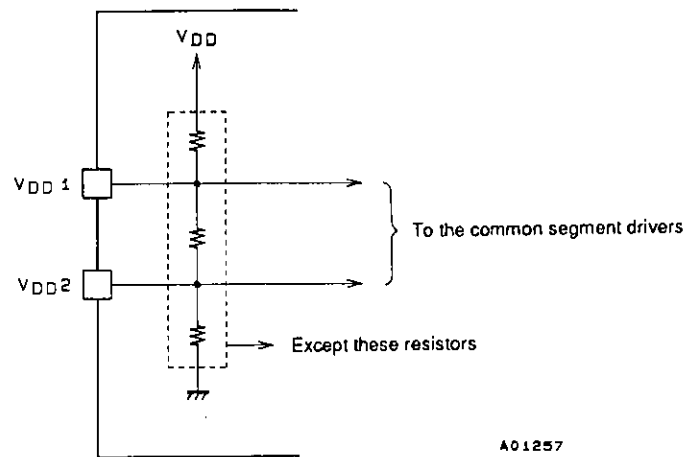 VDD
VDD1
To the common segment drivers
VDD2
Except these resistors
A01257